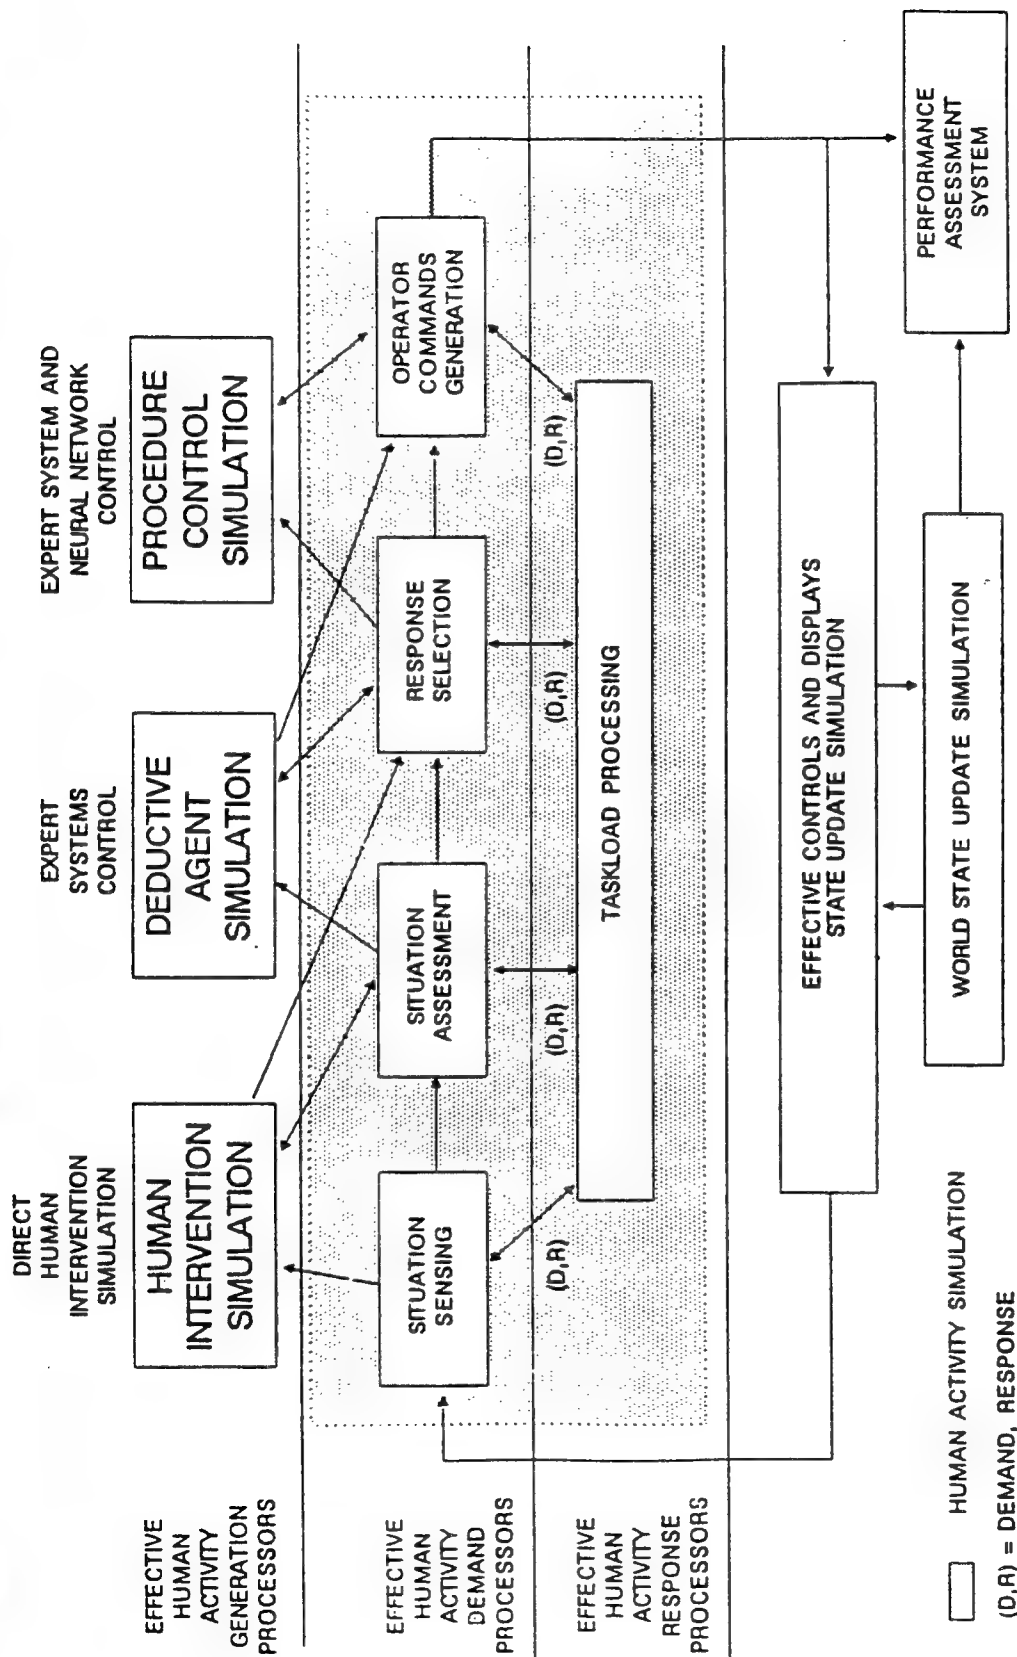 DIRECT
HUMAN
INTERVENTION
SIMULATION
EXPERT
SYSTEMS
CONTROL
EXPERT SYSTEM AND
NEURAL NETWORK
CONTROL
EFFECTIVE
HUMAN
ACTIVITY
GENERATION
PROCESSORS
HUMAN
INTERVENTION
SIMULATION
DEDUCTIVE
AGENT
SIMULATION
PROCEDURE
CONTROL
SIMULATION
EFFECTIVE
HUMAN
ACTIVITY
DEMAND
PROCESSORS
SITUATION
SENSING
SITUATION
ASSESSMENT
RESPONSE
SELECTION
OPERATOR
COMMANDS
GENERATION
(D,R)
(D,R)
(D,R)
(D,R)
EFFECTIVE
HUMAN
ACTIVITY
RESPONSE
PROCESSORS
TASKLOAD PROCESSING
EFFECTIVE CONTROLS AND DISPLAYS
STATE UPDATE SIMULATION
WORLD STATE UPDATE SIMULATION
PERFORMANCE
ASSESSMENT
SYSTEM
HUMAN ACTIVITY SIMULATION
(D,R) = DEMAND, RESPONSE